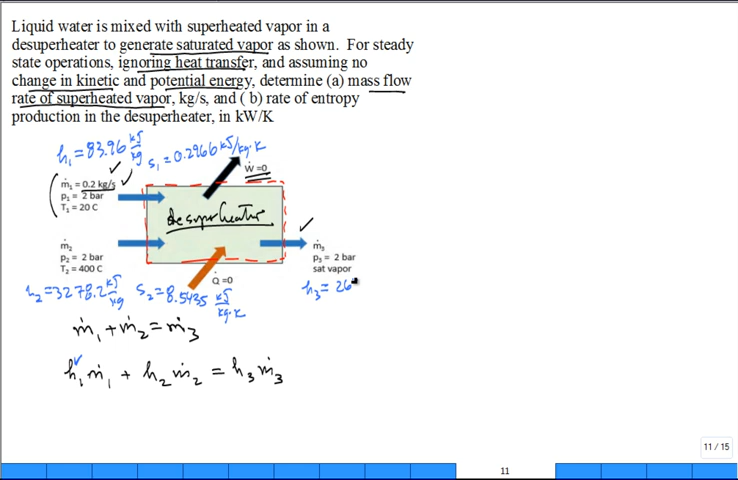 Liquid water is mixed with superheated vapor in a
desuperheater to generate saturated vapor as shown. For steady
state operations, ignoring heat transfer, and assuming no
change in kinetic and potential energy, determine (a) mass flow
rate of superheated vapor, kg/s, and ( b) rate of entropy
production in the desuperheater, in kW/K
h₁=83.96 kJ/kg s₁=0.2966 kJ/kg·K
Ẇ =0
ṁ₁ = 0.2 kg/s
p₁ = 2 bar
T₁ = 20 C
desuperheater
ṁ₂
p₂ = 2 bar
T₂ = 400 C
ṁ₃
p₃ = 2 bar
sat vapor
Q̇ =0
h₂=3278.2 kJ/kg s₂=8.5435 kJ/kg·K
h₃= 26
ṁ₁ + ṁ₂ = ṁ₃
h₁ṁ₁ + h₂ṁ₂ = h₃ṁ₃
11 / 15
11